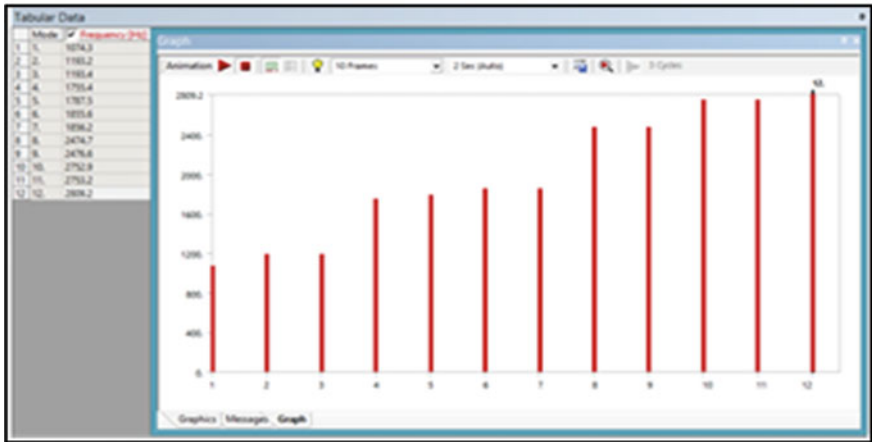 Tabular Data
Mode Frequency [Hz]
1 1. 1074.3
2 2. 1193.2
3 3. 1193.4
4 4. 1755.4
5 5. 1787.5
6 6. 1855.6
7 7. 1856.2
8 8. 2474.7
9 9. 2476.6
10 10. 2752.9
11 11. 2753.2
12 12. 2809.2
Graph
Animation 10 Frames 2 Sec (Auto) 3 Cycles
12.
2809.2
2400.
2000.
1600.
1200.
800.
400.
0.
1 2 3 4 5 6 7 8 9 10 11 12
Graphics Messages Graph